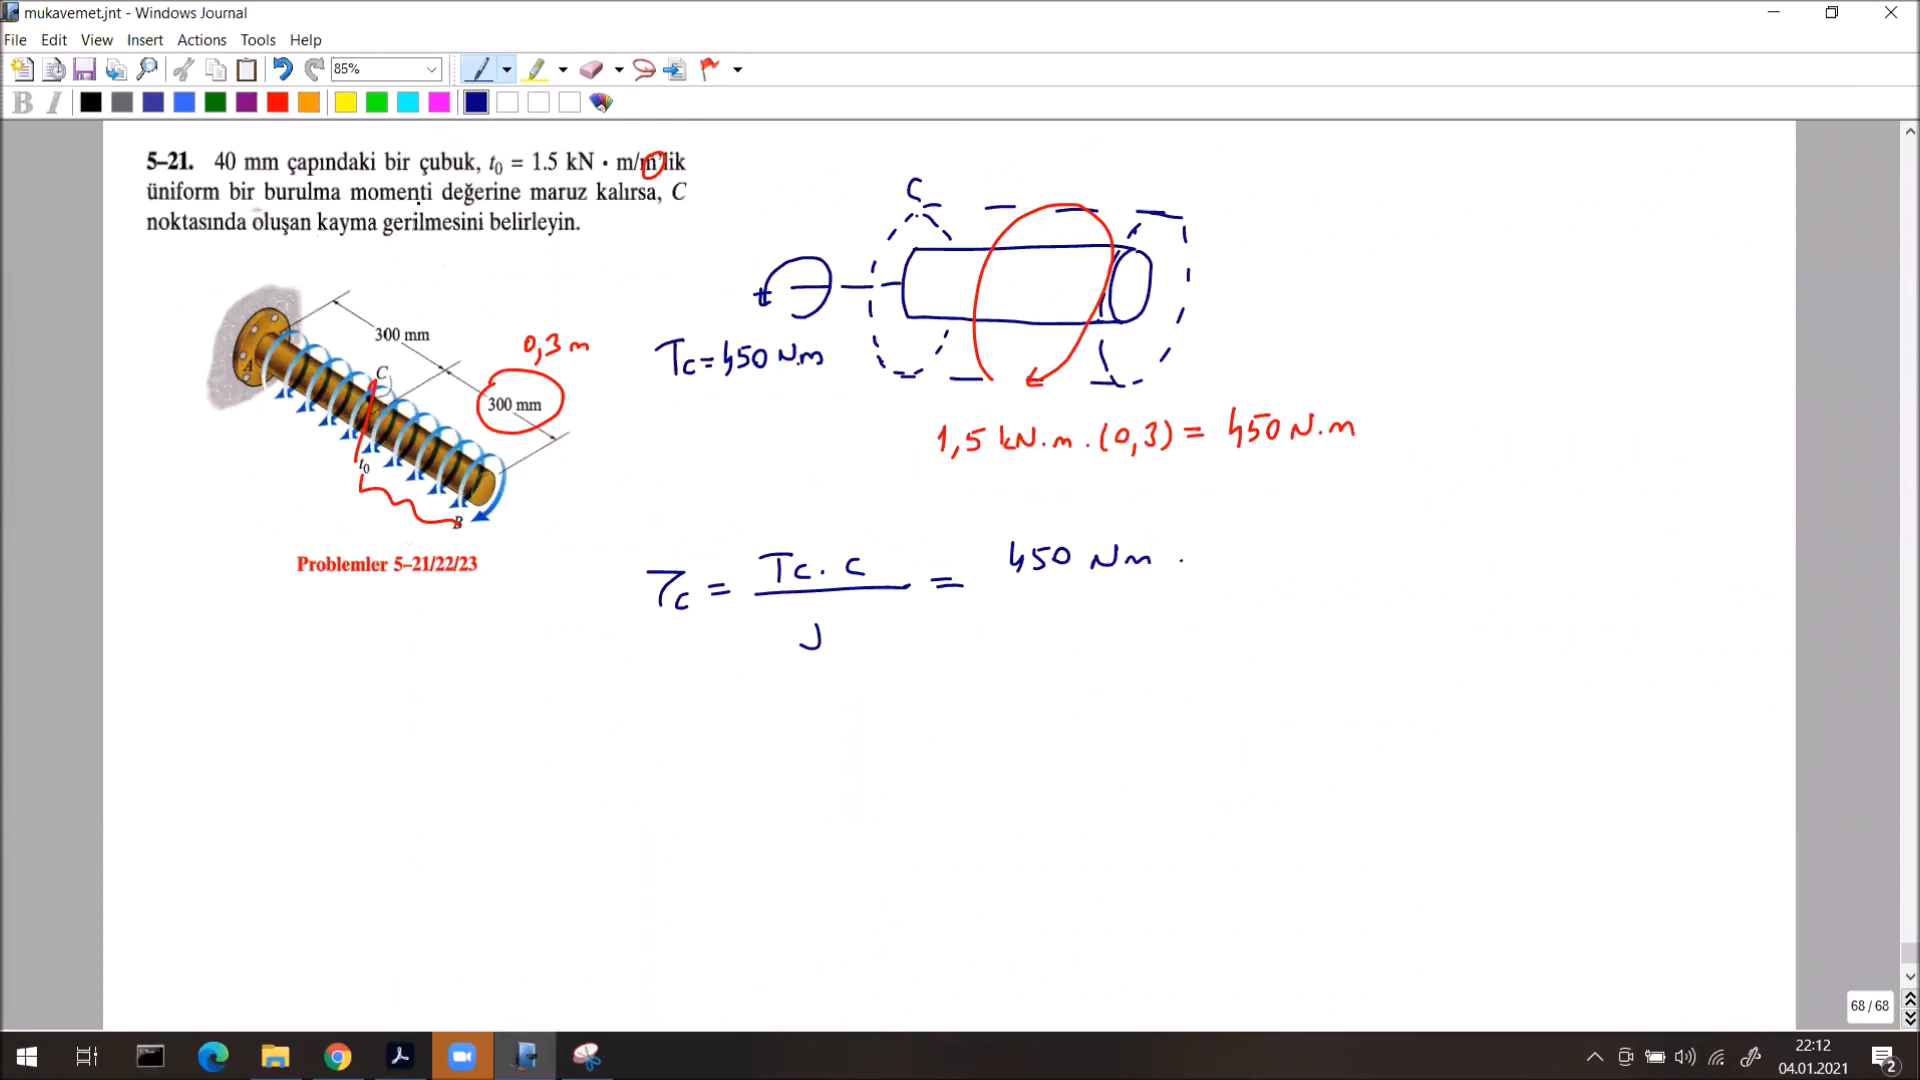 mukavemet.jnt - Windows Journal
File Edit View Insert Actions Tools Help
85%
B I
5–21. 40 mm çapındaki bir çubuk, t0 = 1.5 kN · m/m'lik
üniform bir burulma momenti değerine maruz kalırsa, C
noktasında oluşan kayma gerilmesini belirleyin.
300 mm
0,3 m
A
C
300 mm
t0
B
Problemler 5–21/22/23
C
Tc = 450 N.m
1,5 kN.m . (0,3) = 450 N.m
τc = Tc . c / J = 450 Nm .
68 / 68
22:12
04.01.2021
2